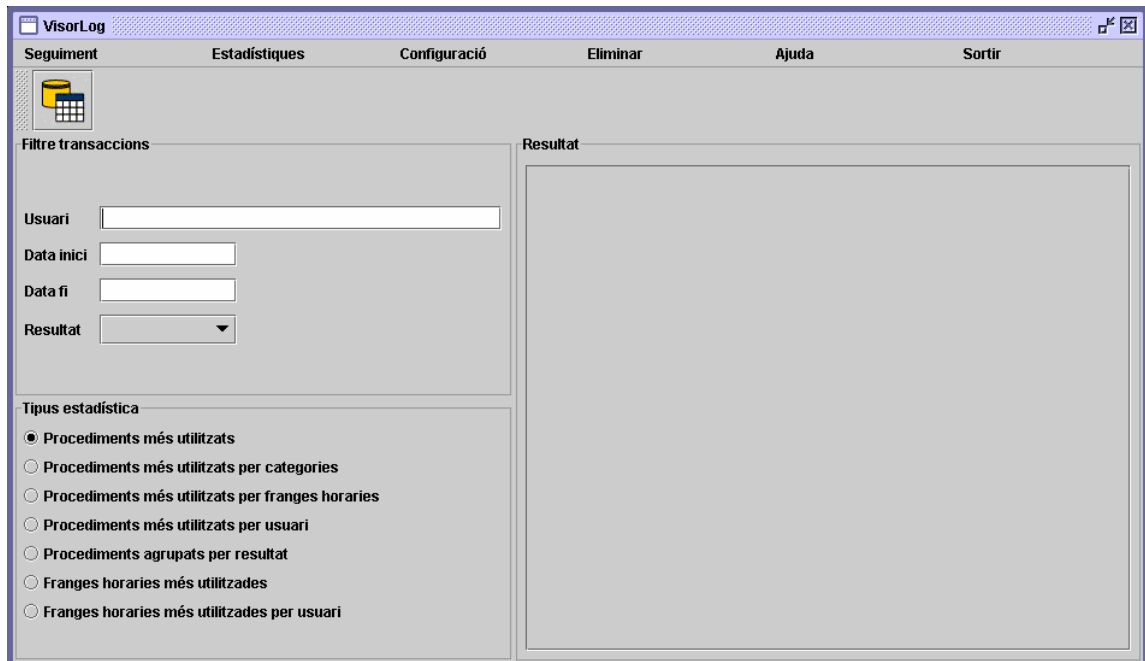 VisorLog
Seguiment Estadístiques Configuració Eliminar Ajuda Sortir
Filtre transaccions
Usuari
Data inici
Data fi
Resultat
Tipus estadística
Procediments més utilitzats
Procediments més utilitzats per categories
Procediments més utilitzats per franges horaries
Procediments més utilitzats per usuari
Procediments agrupats per resultat
Franges horaries més utilitzades
Franges horaries més utilitzades per usuari
Resultat